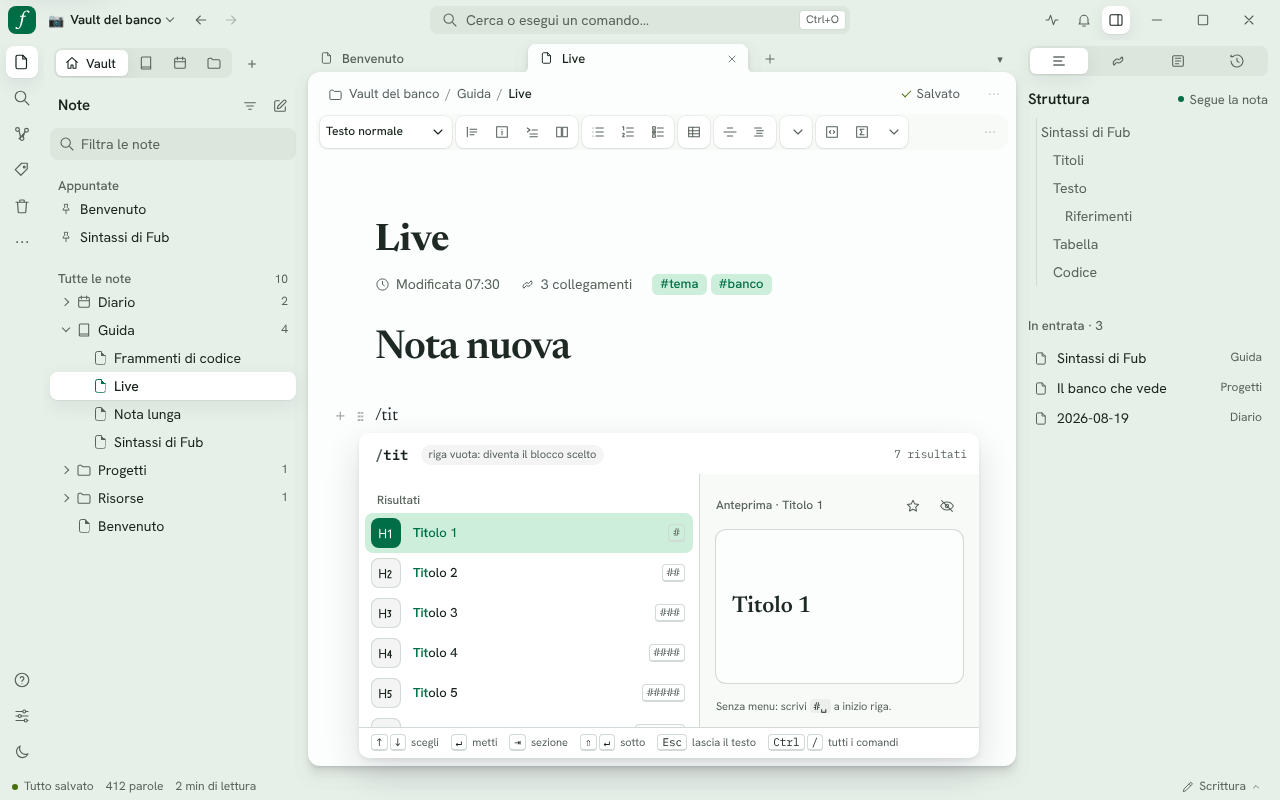 Vault del banco
Cerca o esegui un comando…
Ctrl+O
Vault
Benvenuto
Live
Note
Filtra le note
Appuntate
Benvenuto
Sintassi di Fub
Tutte le note 10
Diario 2
Guida 4
Frammenti di codice
Live
Nota lunga
Sintassi di Fub
Progetti 1
Risorse 1
Benvenuto
Vault del banco / Guida / Live
Salvato
Testo normale
Live
Modificata 07:30
3 collegamenti
#tema #banco
Nota nuova
/tit
/tit
riga vuota: diventa il blocco scelto
7 risultati
Risultati
H1 Titolo 1 #
H2 Titolo 2 ##
H3 Titolo 3 ###
H4 Titolo 4 ####
H5 Titolo 5 #####
Anteprima · Titolo 1
Titolo 1
Senza menu: scrivi #␣ a inizio riga.
↑ ↓ scegli ↵ metti ⇥ sezione ⇧ ↵ sotto Esc lascia il testo Ctrl / tutti i comandi
Struttura
Segue la nota
Sintassi di Fub
Titoli
Testo
Riferimenti
Tabella
Codice
In entrata · 3
Sintassi di Fub Guida
Il banco che vede Progetti
2026-08-19 Diario
Tutto salvato 412 parole 2 min di lettura
Scrittura